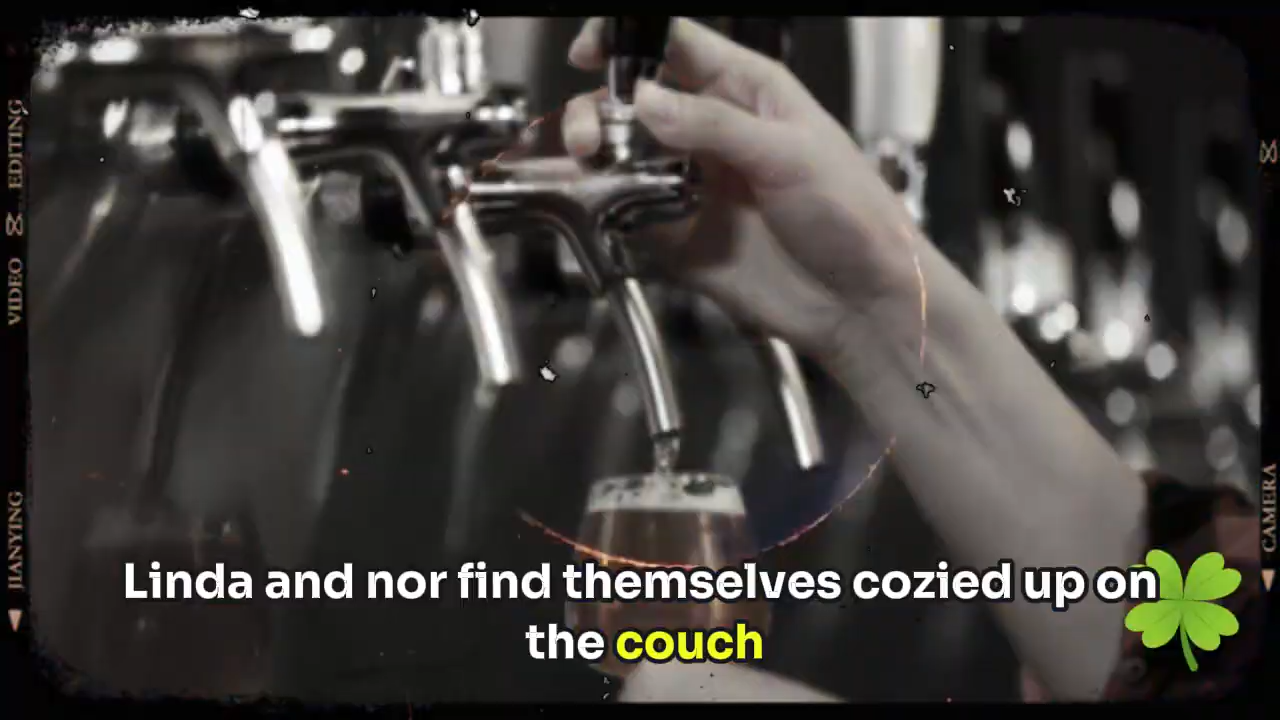 Linda and nor find themselves cozied up on
the couch
VIDEO EDITING
JIANYING
CAMERA